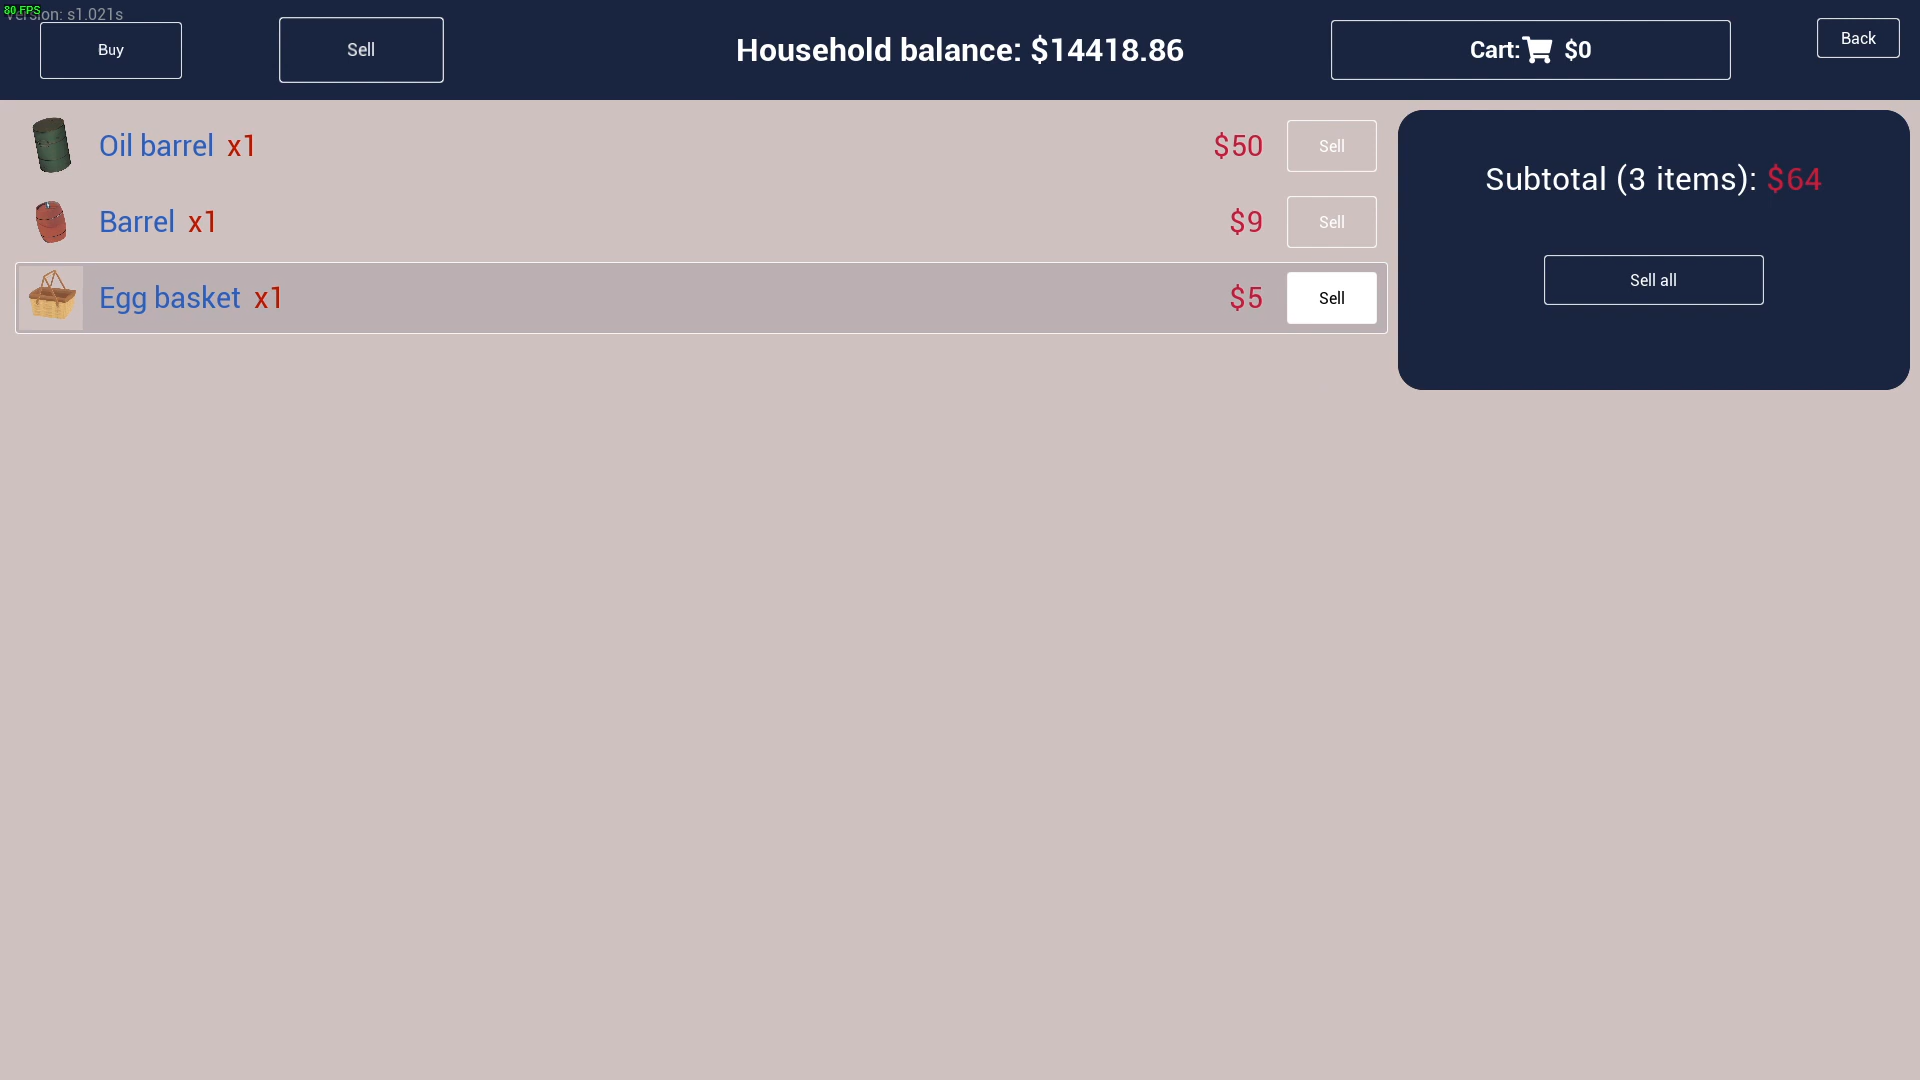 80 FPS
Version: s1.021s
Buy
Sell
Household balance: $14418.86
Cart: $0
Back
Oil barrel x1
$50
Sell
Barrel x1
$9
Sell
Egg basket x1
$5
Sell
Subtotal (3 items): $64
Sell all